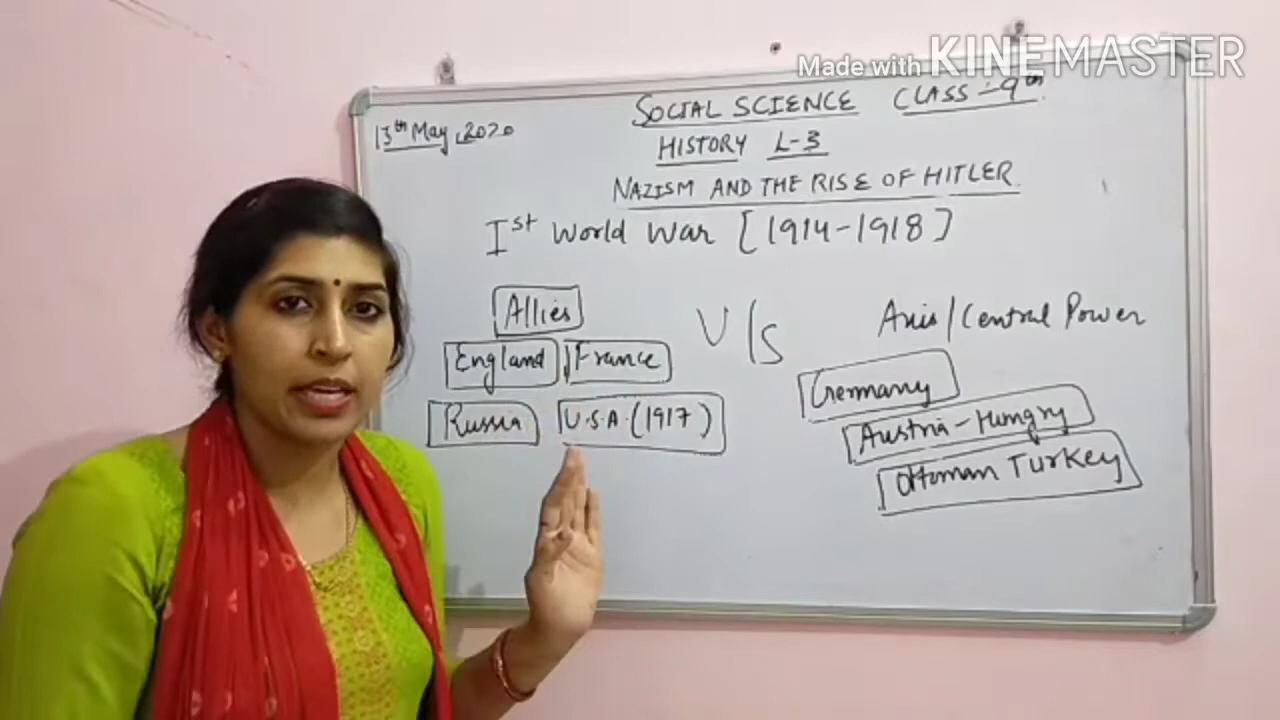 Made with KINEMASTER
13th May, 2020
SOCIAL SCIENCE CLASS - 9th
HISTORY L-3
NAZISM AND THE RISE OF HITLER
Ist World War [1914-1918]
Allies V/S Axis/Central Power
England France
Germany
Russia U.S.A. (1917)
Austria-Hungry
Ottoman Turkey